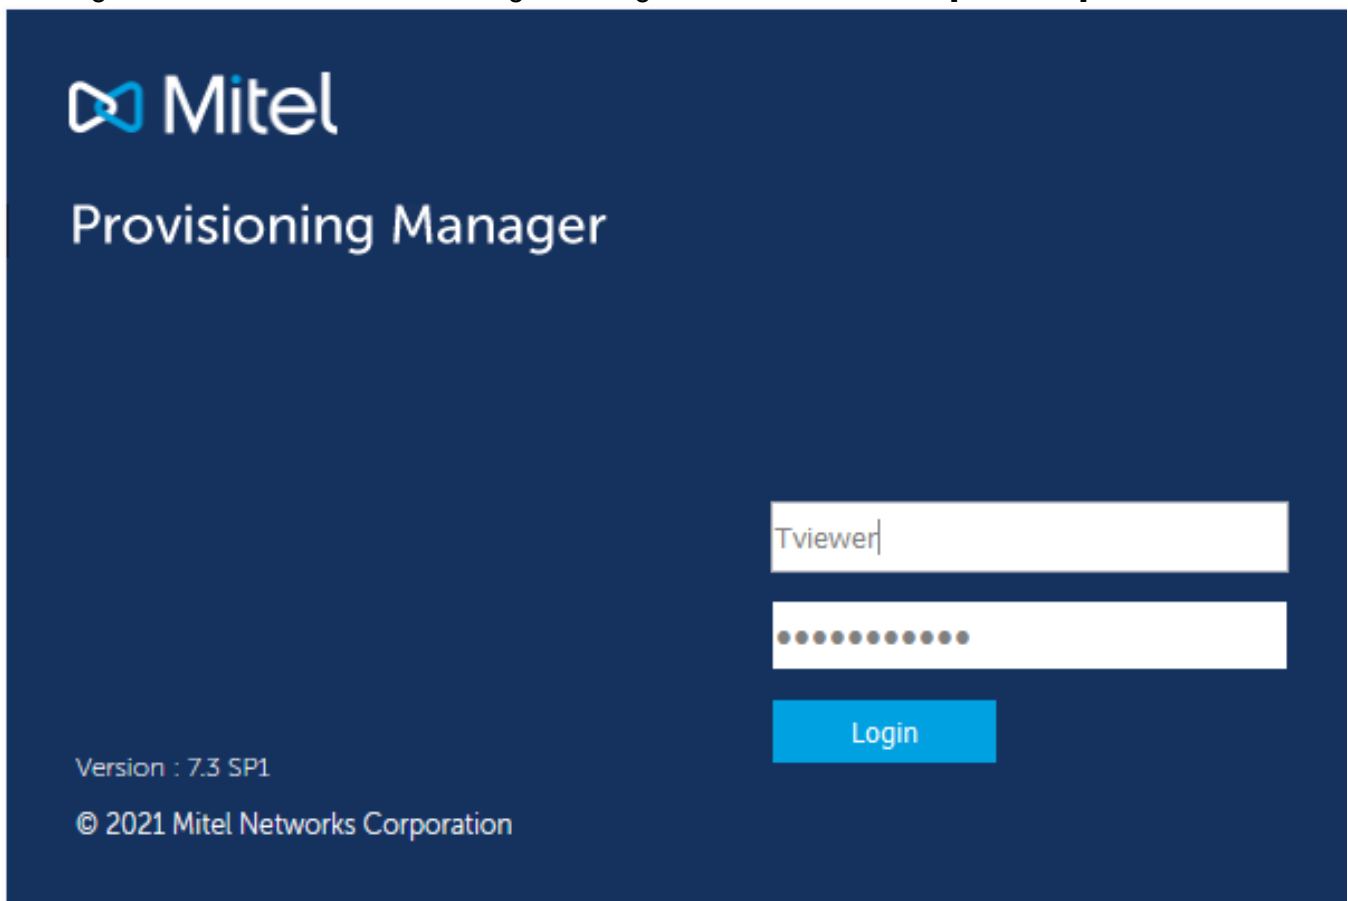 Mitel
Provisioning Manager
Tviewer
●●●●●●●●●●●
Login
Version : 7.3 SP1
© 2021 Mitel Networks Corporation